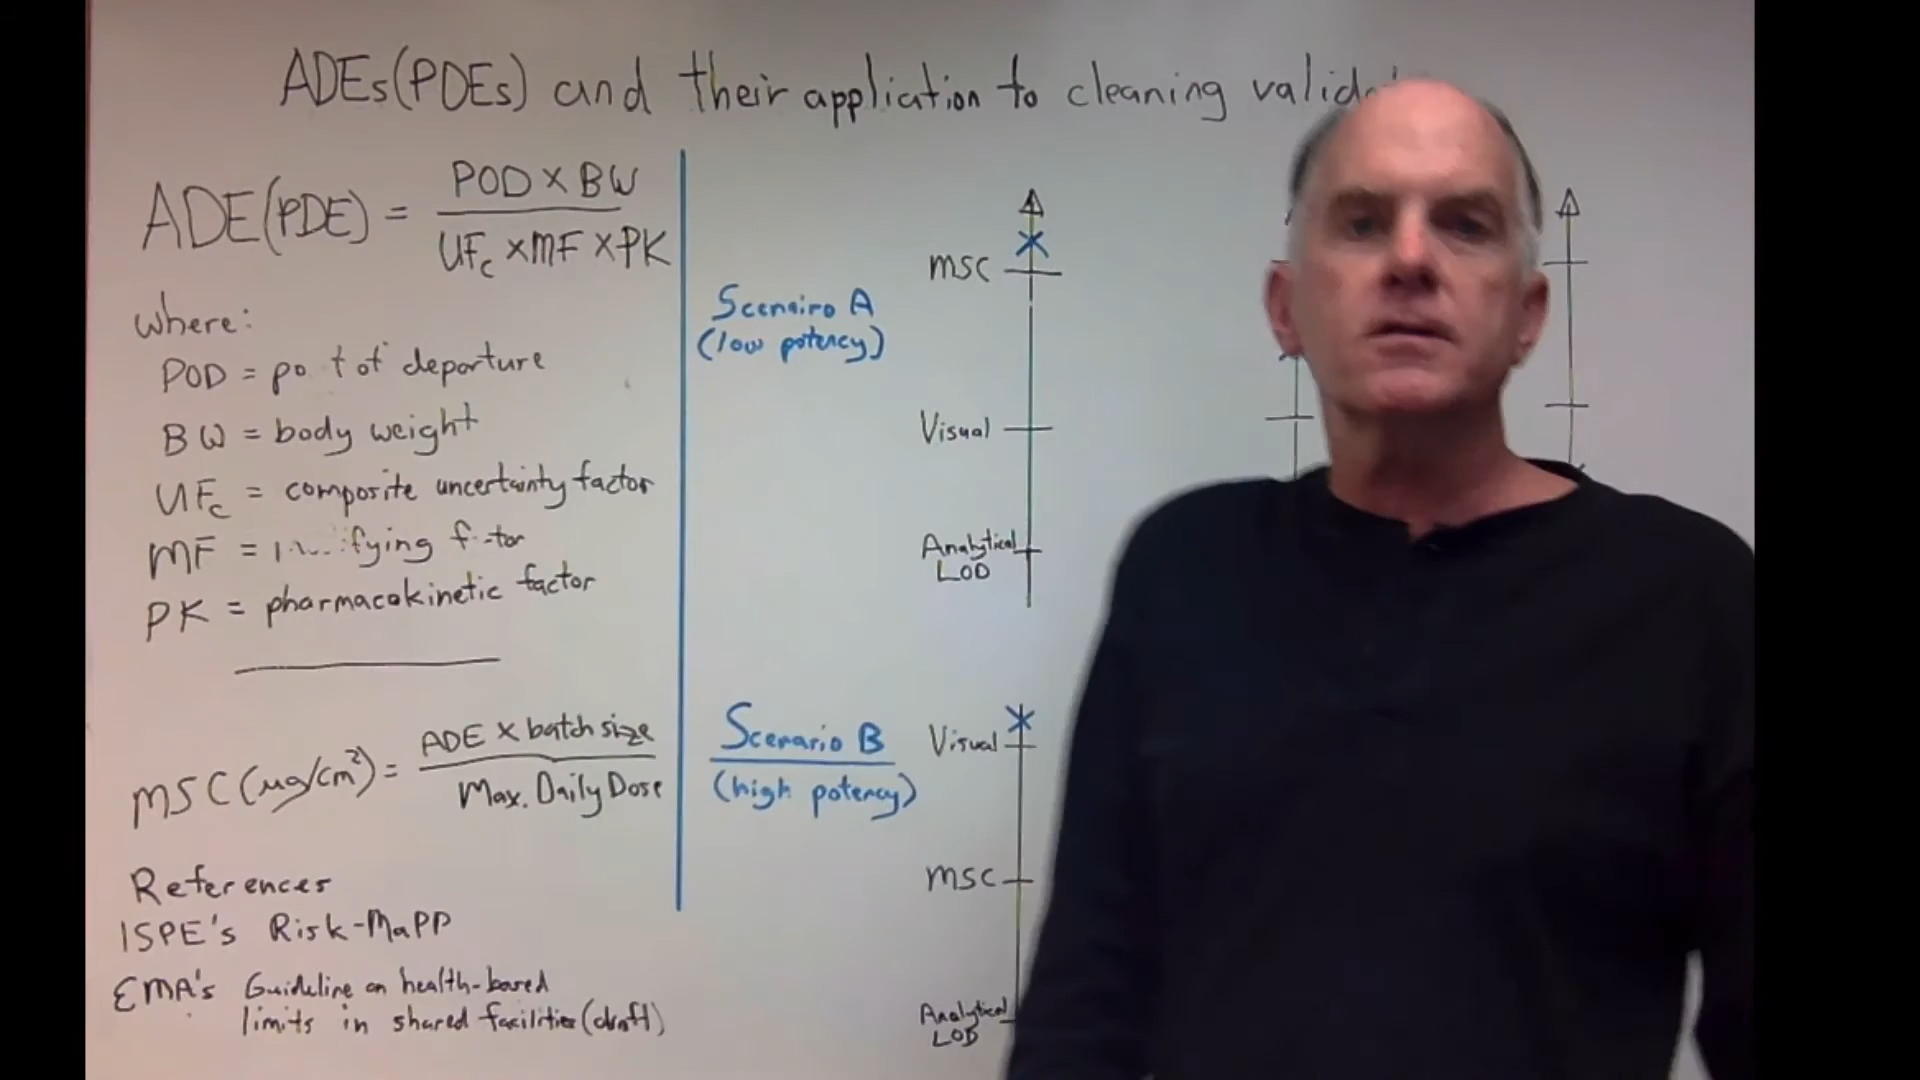 ADEs(PDEs) and their application to cleaning valid
ADE(PDE) = POD X BW
UFc X MF X PK
where:
POD = po t of departure
BW = body weight
UFc = composite uncertainty factor
MF = fying f tor
PK = pharmacokinetic factor
MSC (µg/cm²) = ADE X batch size
Max. Daily Dose
References
ISPE's Risk-MaPP
EMA's Guideline on health-based
limits in shared facilities (draft)
Scenairo A
(low potency)
MSC
Visual
Analytical
LOD
Scenario B
(high potency)
Visual
MSC
Analytical
LOD